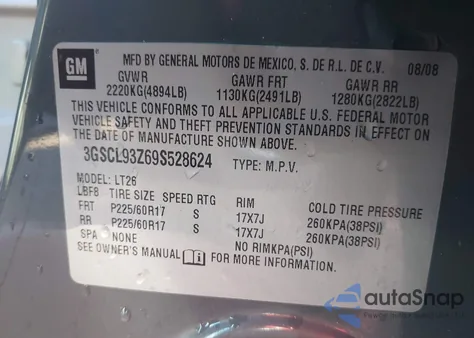 GM
MFD BY GENERAL MOTORS DE MEXICO, S. DE R.L. DE C.V. 08/08
GVWR GAWR FRT GAWR RR
2220KG(4894LB) 1130KG(2491LB) 1280KG(2822LB)
THIS VEHICLE CONFORMS TO ALL APPLICABLE U.S. FEDERAL MOTOR
VEHICLE SAFETY AND THEFT PREVENTION STANDARDS IN EFFECT ON
THE DATE OF MANUFACTURE SHOWN ABOVE.
3GSCL93Z69S528624 TYPE: M.P.V.
MODEL: LT26
LBF8 TIRE SIZE SPEED RTG RIM COLD TIRE PRESSURE
FRT P225/60R17 S 17X7J 260KPA(38PSI)
RR P225/60R17 S 17X7J 260KPA(38PSI)
SPA NONE NO RIMKPA(PSI)
SEE OWNER'S MANUAL FOR MORE INFORMATION.
autoSnap